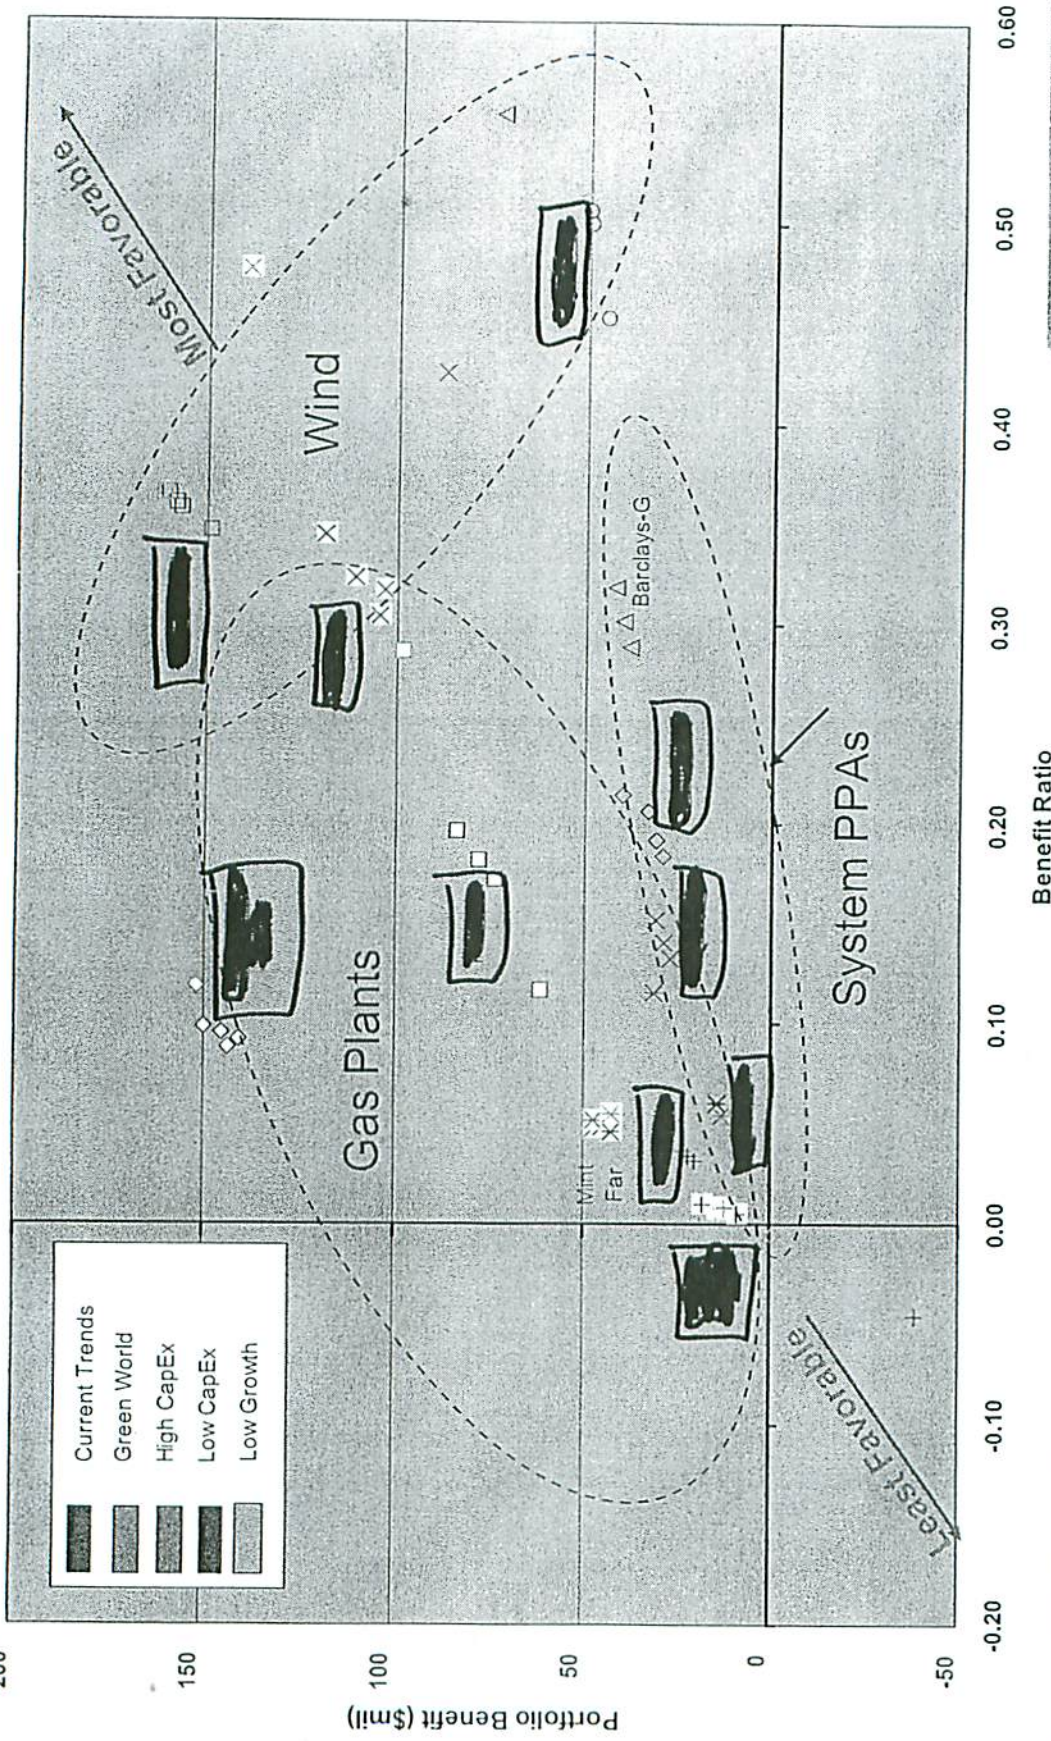 Most Favorable
Wind
Current Trends
Green World
High CapEx
Low CapEx
Low Growth
Gas Plants
Barclays-G
Mint
Far
System PPAs
Least Favorable
Portfolio Benefit ($mil)
150
100
50
0
-50
-0.20
-0.10
0.00
0.10
0.20
0.30
0.40
0.50
0.60
Benefit Ratio